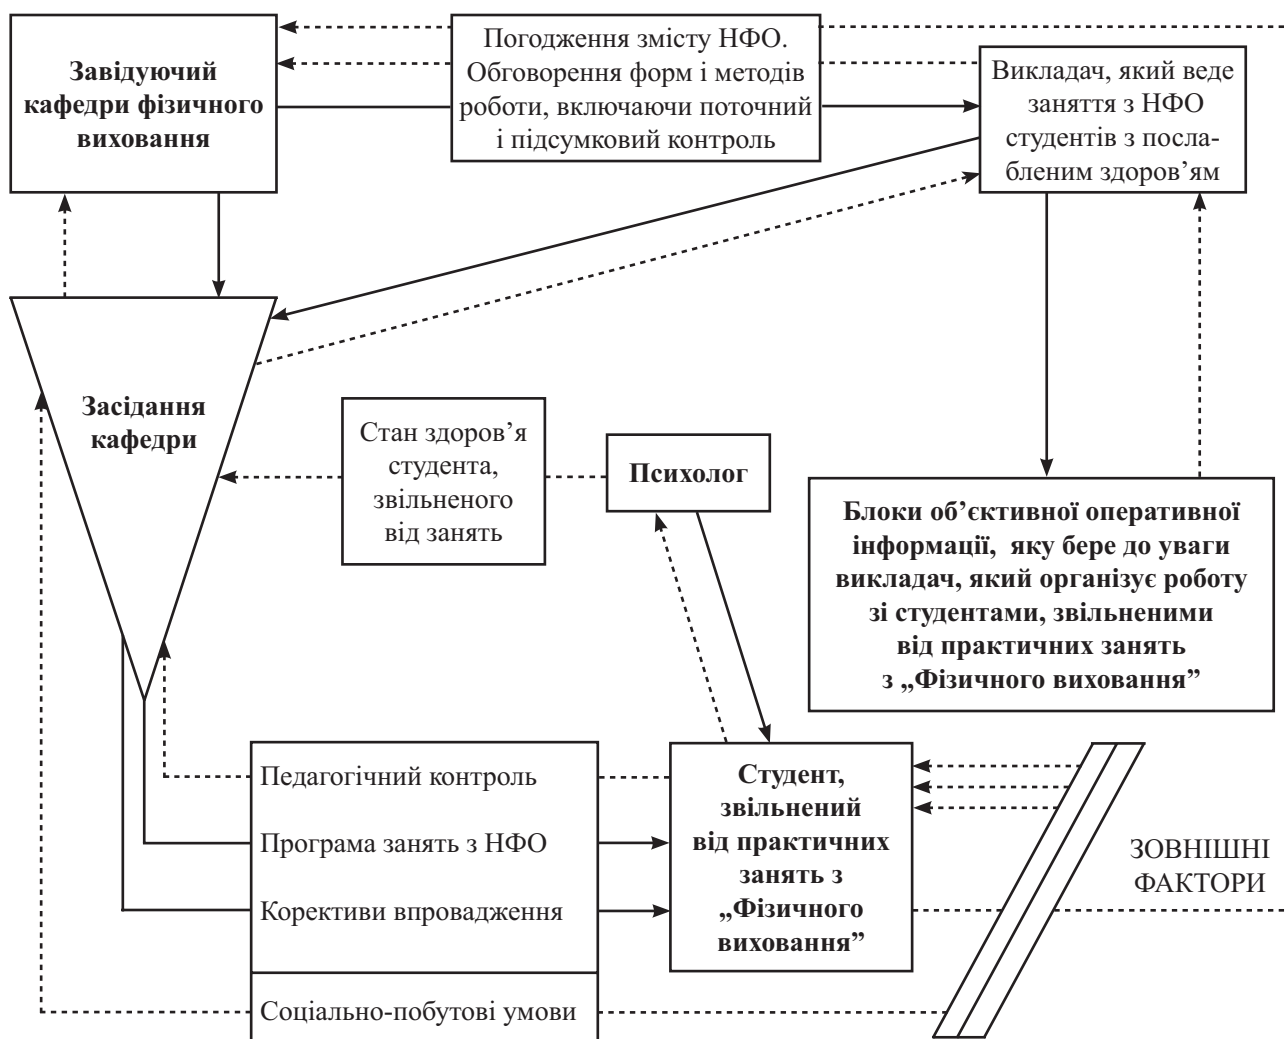 Завідуючий
кафедри фізичного
виховання
Погодження змісту НФО.
Обговорення форм і методів
роботи, включаючи поточний
і підсумковий контроль
Викладач, який веде
заняття з НФО
студентів з посла-
бленим здоров’ям
Засідання
кафедри
Стан здоров’я
студента,
звільненого
від занять
Психолог
Блоки об’єктивної оперативної
інформації, яку бере до уваги
викладач, який організує роботу
зі студентами, звільненими
від практичних занять
з „Фізичного виховання”
Педагогічний контроль
Програма занять з НФО
Корективи впровадження
Соціально-побутові умови
Студент,
звільнений
від практичних
занять з
„Фізичного
виховання”
ЗОВНІШНІ
ФАКТОРИ